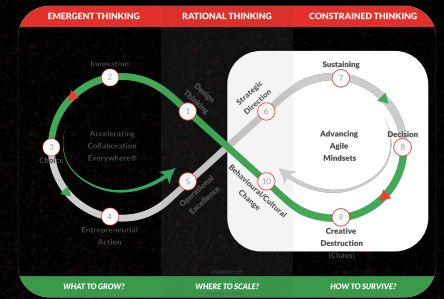 EMERGENT THINKING
RATIONAL THINKING
CONSTRAINED THINKING
Innovation
2
Design
Thinking
1
3
Choice
Accelerating
Collaboration
Everywhere®
4
Entrepreneurial
Action
5
Operational
Excellence
Strategic
Direction
6
Sustaining
7
Decision
8
Advancing
Agile
Mindsets
10
Behavioural/Cultural
Change
9
Creative
Destruction
(Chaos)
WHAT TO GROW?
WHERE TO SCALE?
HOW TO SURVIVE?